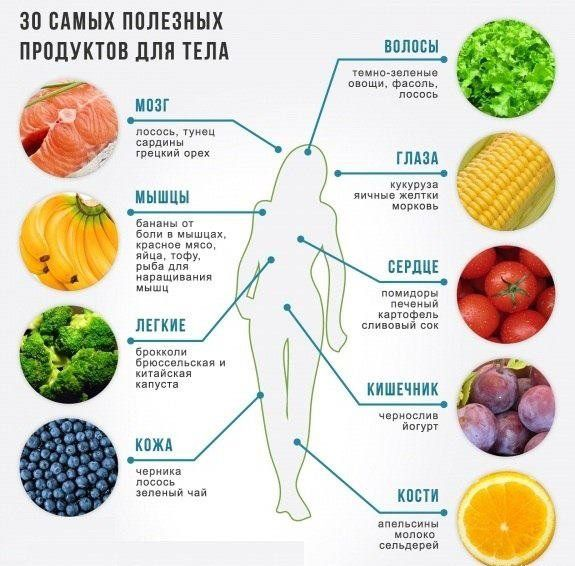 30 САМЫХ ПОЛЕЗНЫХ
ПРОДУКТОВ ДЛЯ ТЕЛА
МОЗГ
лосось, тунец
сардины
грецкий орех
МЫШЦЫ
бананы от
боли в мышцах,
красное мясо,
яйца, тофу,
рыба для
наращивания
мышц
ЛЕГКИЕ
брокколи
брюссельская и
китайская
капуста
КОЖА
черника
лосось
зеленый чай
ВОЛОСЫ
темно-зеленые
овощи, фасоль,
лосось
ГЛАЗА
кукуруза
яичные желтки
морковь
СЕРДЦЕ
помидоры
печеный
картофель
сливовый сок
КИШЕЧНИК
чернослив
йогурт
КОСТИ
апельсины
молоко
сельдерей